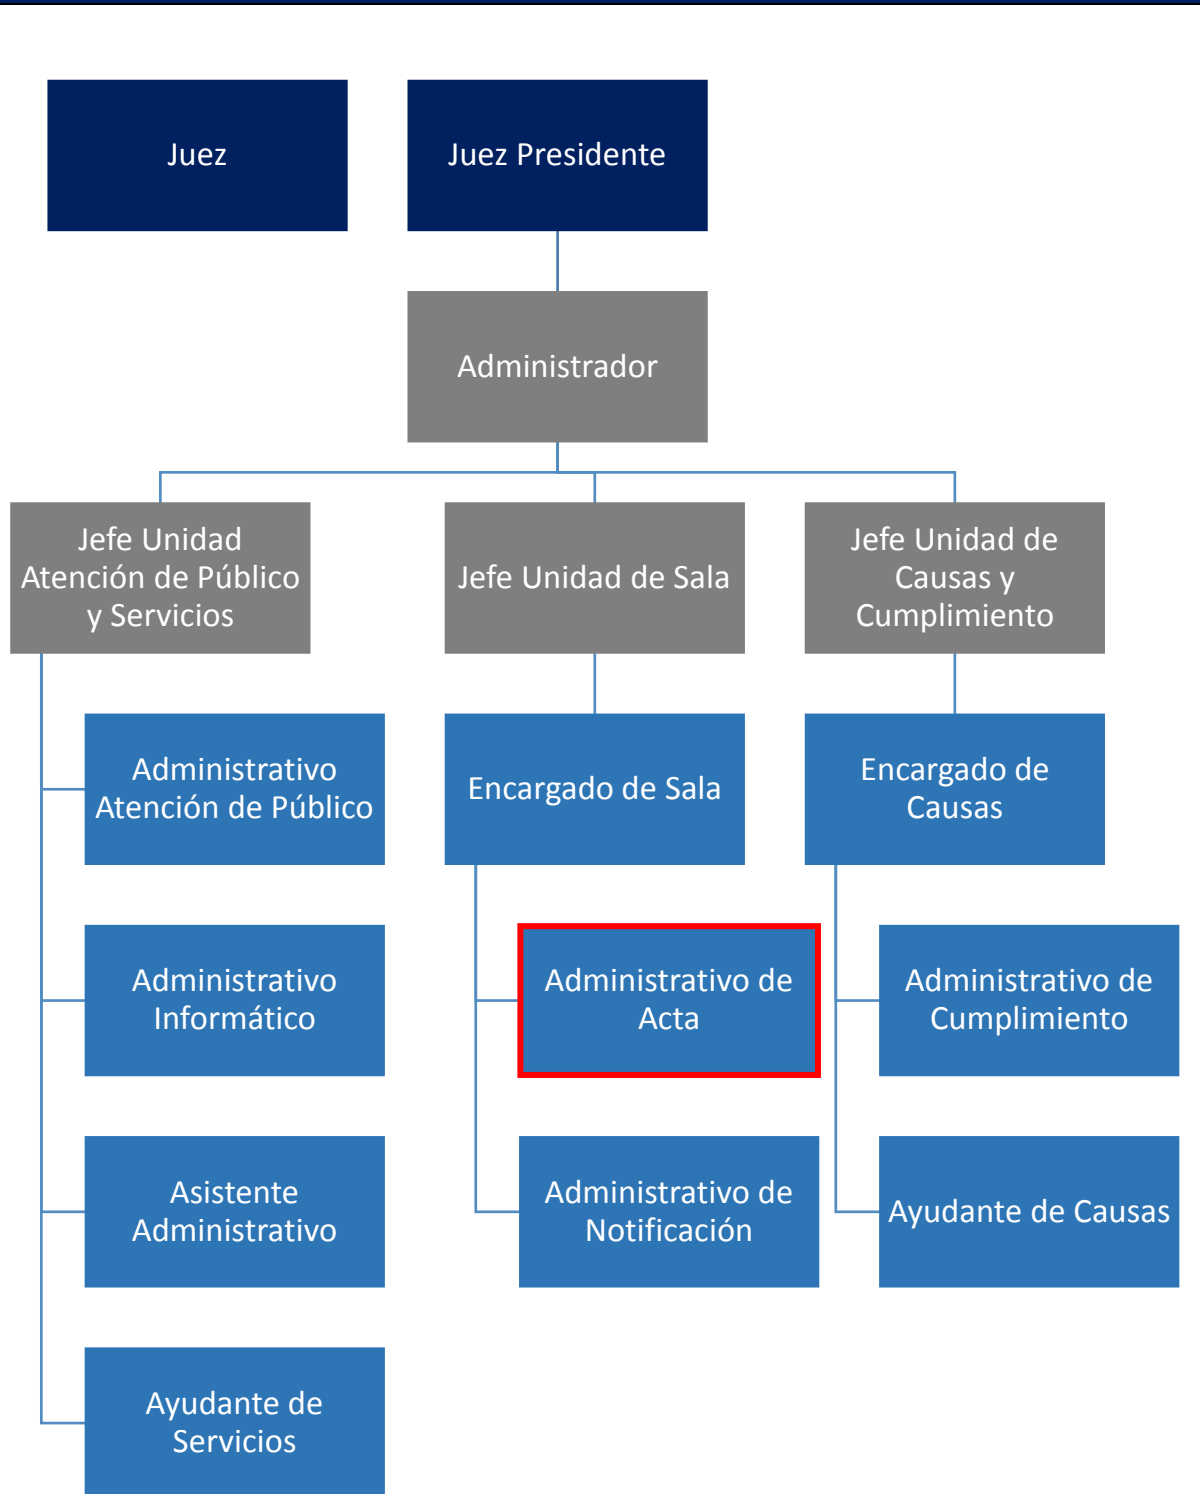 Juez
Juez Presidente
Administrador
Jefe Unidad
Atención de Público
y Servicios
Jefe Unidad de Sala
Jefe Unidad de
Causas y
Cumplimiento
Administrativo
Atención de Público
Encargado de Sala
Encargado de
Causas
Administrativo
Informático
Administrativo de
Acta
Administrativo de
Cumplimiento
Asistente
Administrativo
Administrativo de
Notificación
Ayudante de Causas
Ayudante de
Servicios